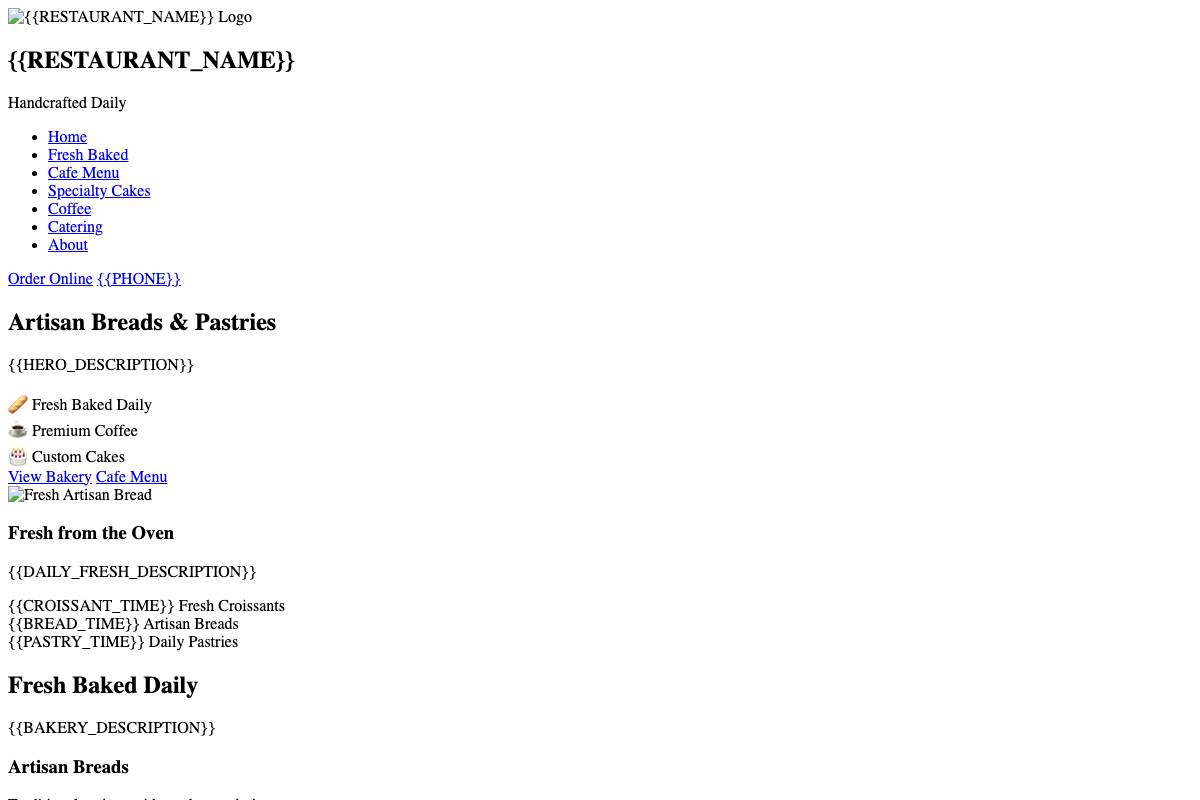 {{RESTAURANT_NAME}} Logo
{{RESTAURANT_NAME}}
Handcrafted Daily
Home
Fresh Baked
Cafe Menu
Specialty Cakes
Coffee
Catering
About
Order Online {{PHONE}}
Artisan Breads & Pastries
{{HERO_DESCRIPTION}}
🥖 Fresh Baked Daily
☕ Premium Coffee
🎂 Custom Cakes
View Bakery Cafe Menu
Fresh Artisan Bread
Fresh from the Oven
{{DAILY_FRESH_DESCRIPTION}}
{{CROISSANT_TIME}} Fresh Croissants
{{BREAD_TIME}} Artisan Breads
{{PASTRY_TIME}} Daily Pastries
Fresh Baked Daily
{{BAKERY_DESCRIPTION}}
Artisan Breads